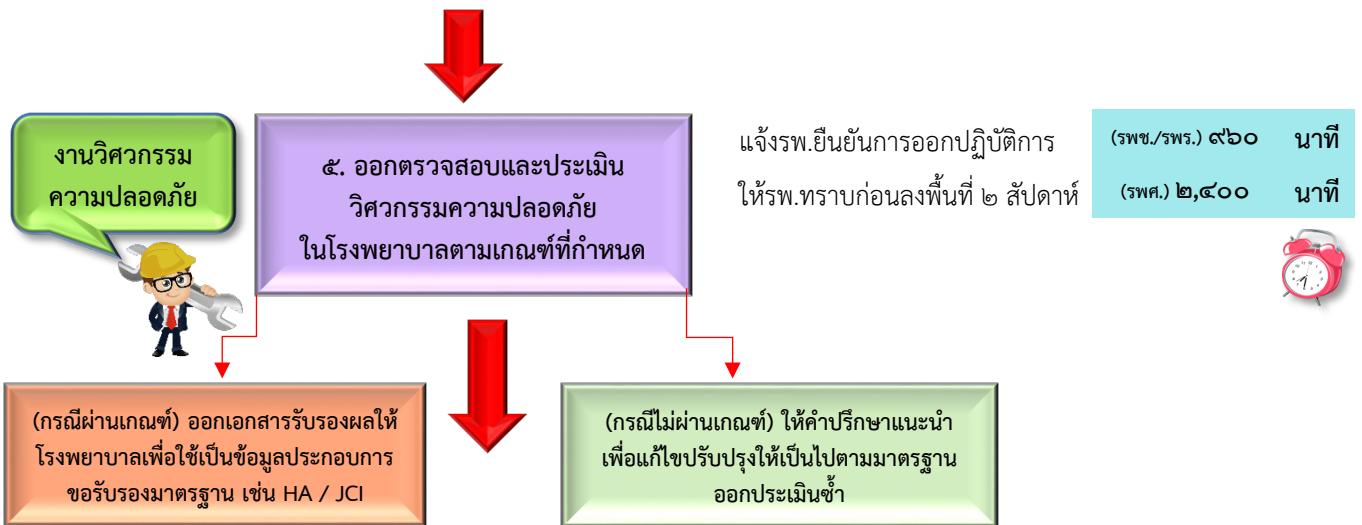 งานวิศวกรรม
ความปลอดภัย
๕. ออกตรวจสอบและประเมิน
วิศวกรรมความปลอดภัย
ในโรงพยาบาลตามเกณฑ์ที่กำหนด
แจ้งรพ.ยืนยันการออกปฏิบัติการ
ให้รพ.ทราบก่อนลงพื้นที่ ๒ สัปดาห์
(รพช./รพร.) ๙๖๐ นาที
(รพศ.) ๒,๔๐๐ นาที
(กรณีผ่านเกณฑ์) ออกเอกสารรับรองผลให้
โรงพยาบาลเพื่อใช้เป็นข้อมูลประกอบการ
ขอรับรองมาตรฐาน เช่น HA / JCI
(กรณีไม่ผ่านเกณฑ์) ให้คำปรึกษาแนะนำ
เพื่อแก้ไขปรับปรุงให้เป็นไปตามมาตรฐาน
ออกประเมินซ้ำ